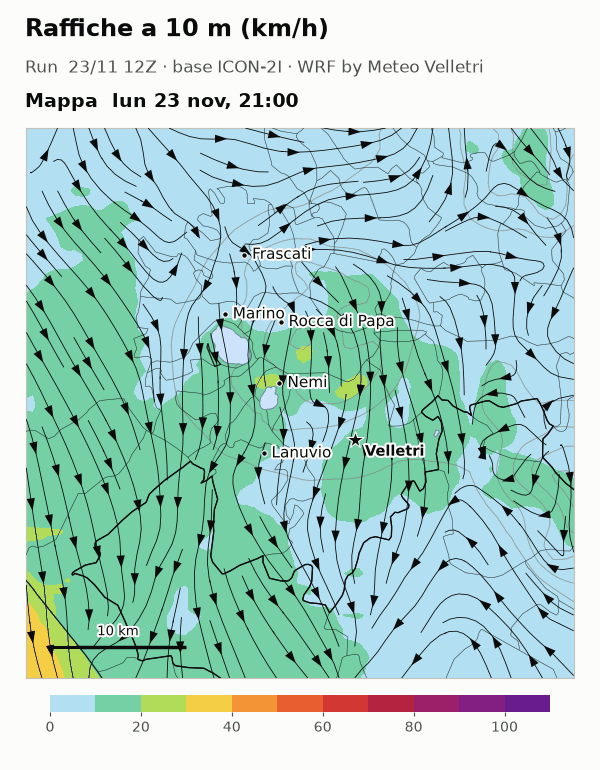 Raffiche a 10 m (km/h)
Run 23/11 12Z · base ICON-2I · WRF by Meteo Velletri
Mappa lun 23 nov, 21:00
Frascati
Marino
Rocca di Papa
Nemi
Velletri
Lanuvio
10 km
0 20 40 60 80 100